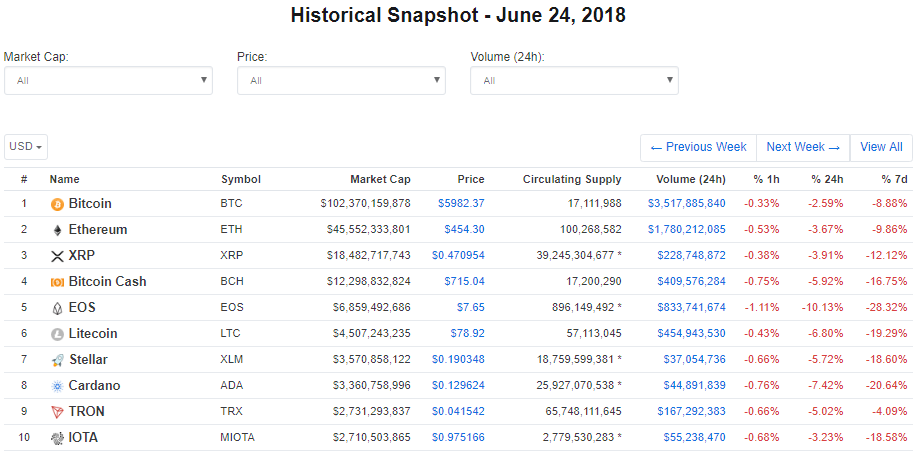 Historical Snapshot - June 24, 2018
Market Cap: Price: Volume (24h):
All All All
USD ← Previous Week Next Week → View All
# Name Symbol Market Cap Price Circulating Supply Volume (24h) % 1h % 24h % 7d
1 Bitcoin BTC $102,370,159,878 $5982.37 17,111,988 $3,517,885,840 -0.33% -2.59% -8.88%
2 Ethereum ETH $45,552,333,801 $454.30 100,268,582 $1,780,212,085 -0.53% -3.67% -9.86%
3 XRP XRP $18,482,717,743 $0.470954 39,245,304,677 * $228,748,872 -0.38% -3.91% -12.12%
4 Bitcoin Cash BCH $12,298,832,824 $715.04 17,200,290 $409,576,284 -0.75% -5.92% -16.75%
5 EOS EOS $6,859,492,686 $7.65 896,149,492 * $833,741,674 -1.11% -10.13% -28.32%
6 Litecoin LTC $4,507,243,235 $78.92 57,113,045 $454,943,530 -0.43% -6.80% -19.29%
7 Stellar XLM $3,570,858,122 $0.190348 18,759,599,381 * $37,054,736 -0.66% -5.72% -18.60%
8 Cardano ADA $3,360,758,996 $0.129624 25,927,070,538 * $44,891,839 -0.76% -7.42% -20.64%
9 TRON TRX $2,731,293,837 $0.041542 65,748,111,645 $167,292,383 -0.66% -5.02% -4.09%
10 IOTA MIOTA $2,710,503,865 $0.975166 2,779,530,283 * $55,238,470 -0.68% -3.23% -18.58%